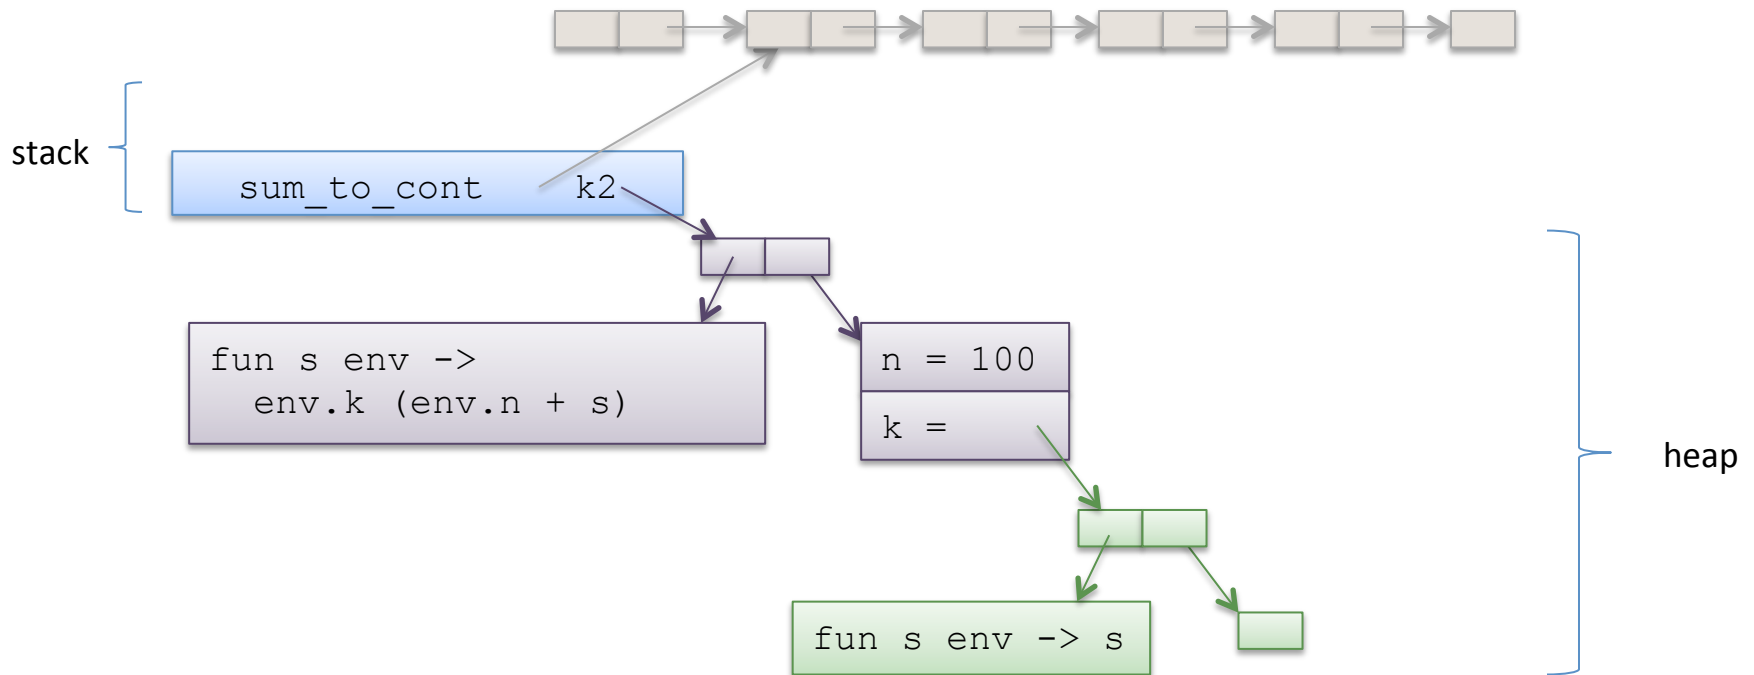 stack
sum_to_cont k2
fun s env ->
env.k (env.n + s)
n = 100
k =
heap
fun s env -> s